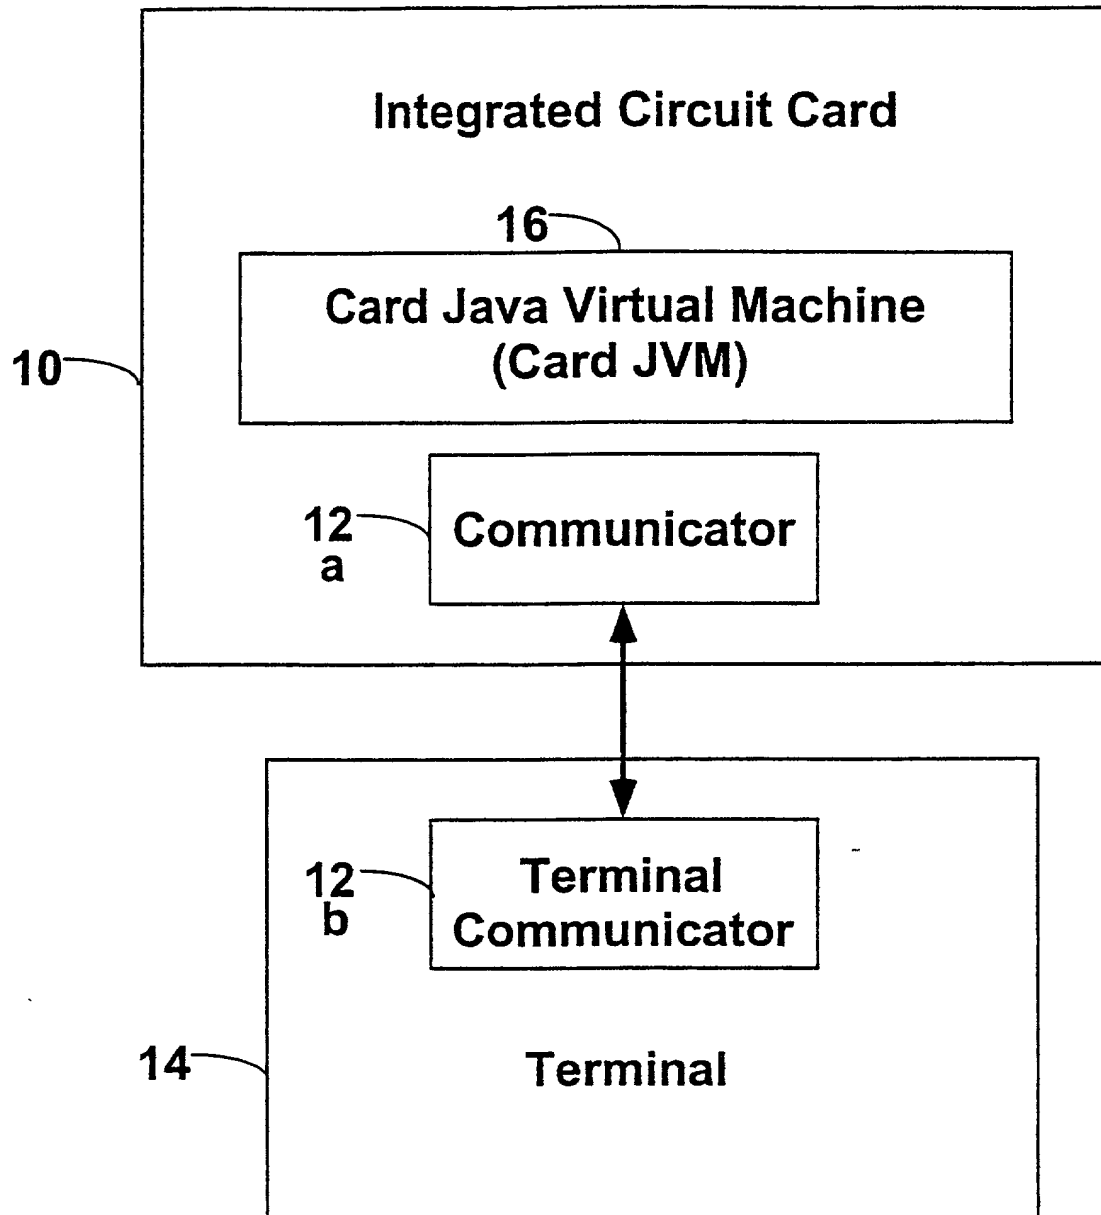 Integrated Circuit Card
16
Card Java Virtual Machine
(Card JVM)
10
12
a
Communicator
12
b
Terminal
Communicator
14
Terminal